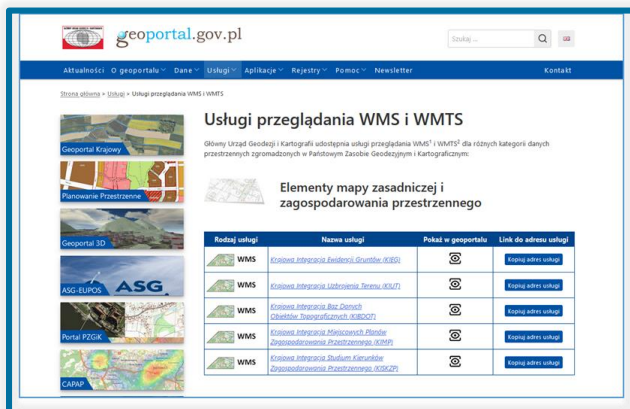 geoportal.gov.pl
Szukaj ...
Aktualności O geoportalu Dane Usługi Aplikacje Rejestry Pomoc Newsletter Kontakt
Strona główna > Usługi > Usługi przeglądania WMS i WMTS
Usługi przeglądania WMS i WMTS
Główny Urząd Geodezji i Kartografii udostępnia usługi przeglądania WMS¹ i WMTS² dla różnych kategorii danych
przestrzennych zgromadzonych w Państwowym Zasobie Geodezyjnym i Kartograficznym:
Geoportal Krajowy
Planowanie Przestrzenne
Geoportal 3D
ASG-EUPOS
ASG
Portal PZGiK
CAPAP
Elementy mapy zasadniczej i
zagospodarowania przestrzennego
Rodzaj usługi Nazwa usługi Pokaż w geoportalu Link do adresu usługi
WMS Krajowa Integracja Ewidencji Gruntów (KIEG) Kopiuj adres usługi
WMS Krajowa Integracja Uzbrojenia Terenu (KIUT) Kopiuj adres usługi
WMS Krajowa Integracja Baz Danych
Obiektów Topograficznych (KIBDOT) Kopiuj adres usługi
WMS Krajowa Integracja Miejscowych Planów
Zagospodarowania Przestrzennego (KIMP) Kopiuj adres usługi
WMS Krajowa Integracja Studium Kierunków
Zagospodarowania Przestrzennego (KISKZP) Kopiuj adres usługi